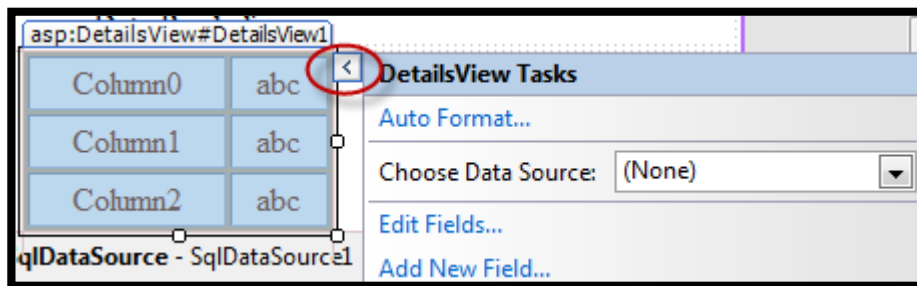 asp:DetailsView#DetailsView1
Column0 abc
Column1 abc
Column2 abc
qlDataSource - SqlDataSource1
<
DetailsView Tasks
Auto Format...
Choose Data Source: (None)
Edit Fields...
Add New Field...